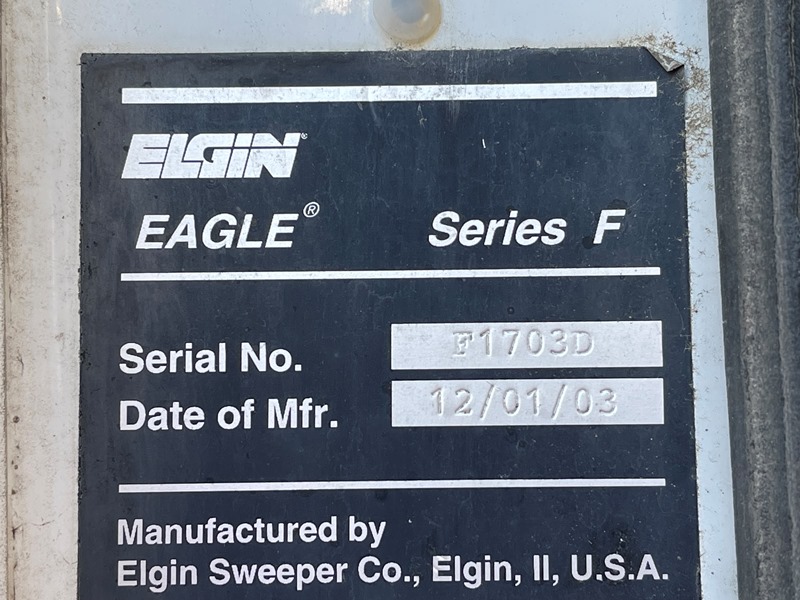 ELGiN®
EAGLE® Series F
Serial No. F1703D
Date of Mfr. 12/01/03
Manufactured by
Elgin Sweeper Co., Elgin, Il, U.S.A.